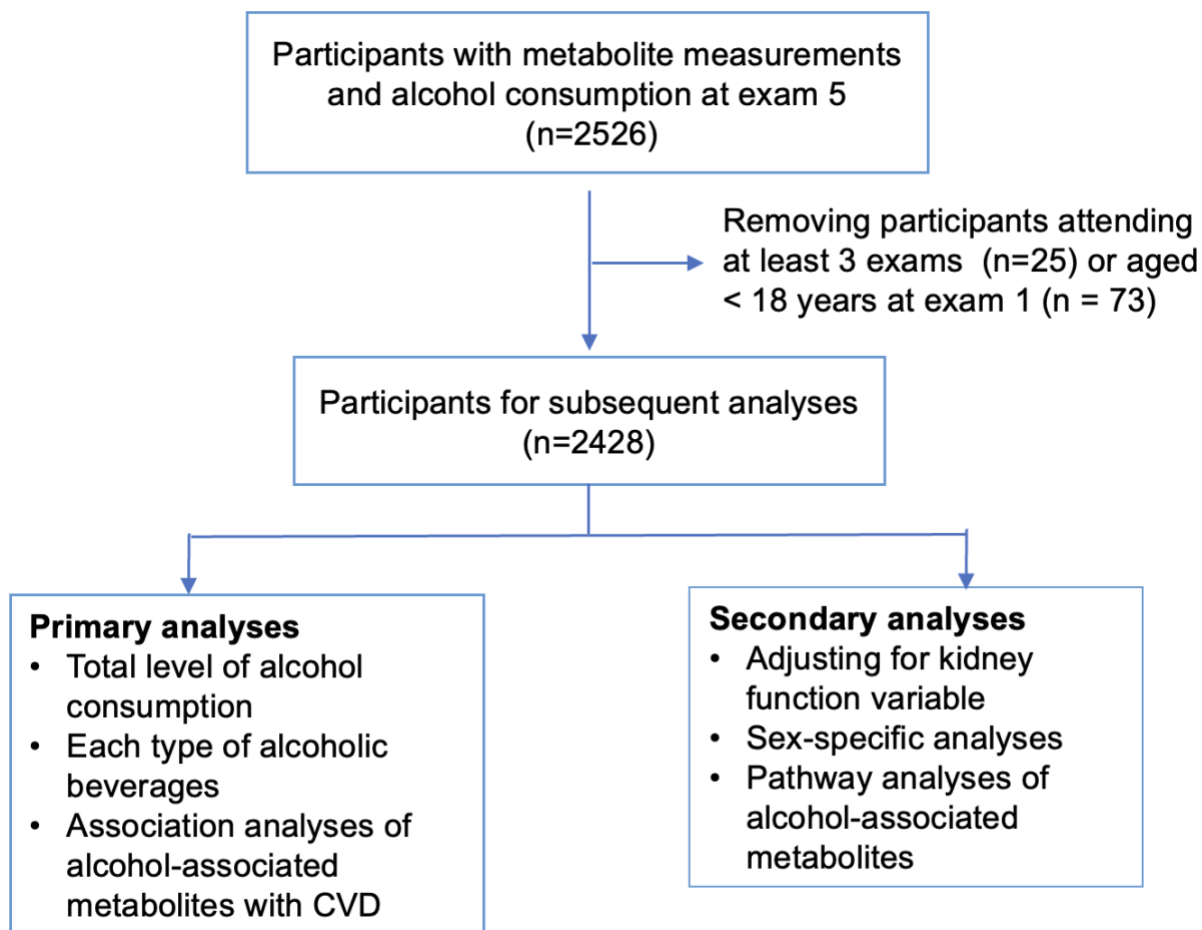 Participants with metabolite measurements
and alcohol consumption at exam 5
(n=2526)
Removing participants attending
at least 3 exams (n=25) or aged
< 18 years at exam 1 (n = 73)
Participants for subsequent analyses
(n=2428)
Primary analyses
• Total level of alcohol
consumption
• Each type of alcoholic
beverages
• Association analyses of
alcohol-associated
metabolites with CVD
Secondary analyses
• Adjusting for kidney
function variable
• Sex-specific analyses
• Pathway analyses of
alcohol-associated
metabolites